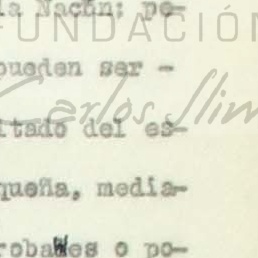 la Nación; po-
FUNDACIÓN
pueden ser -
Carlos Slim
ltado del es-
queña, media-
robables o po-